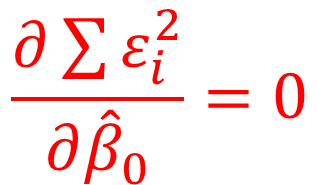 ∂ ∑ ε_i^2 / ∂β̂_0 = 0